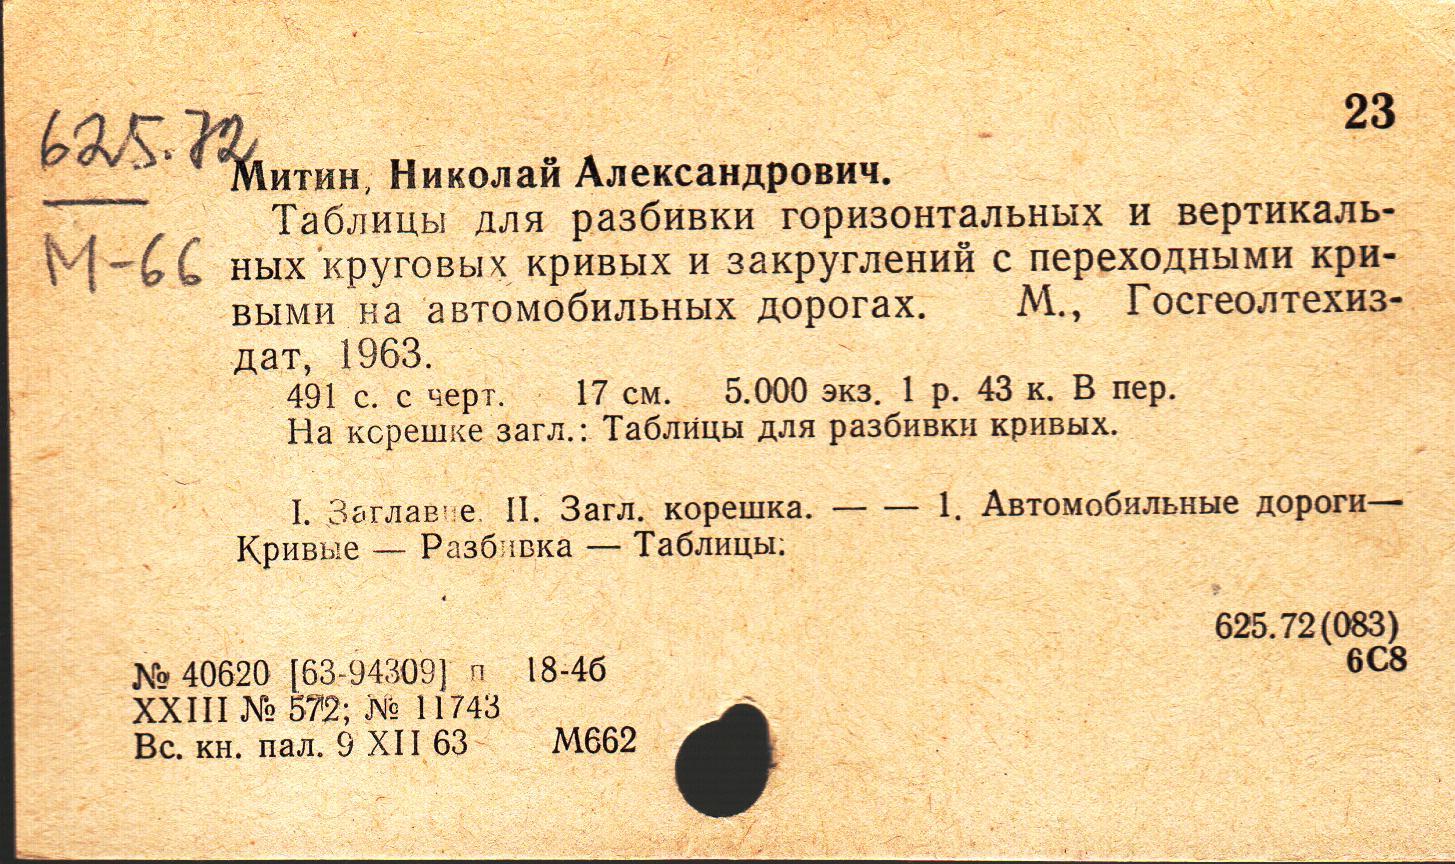 23
625.72
М-66
Митин, Николай Александрович.
Таблицы для разбивки горизонтальных и вертикаль-
ных круговых кривых и закруглений с переходными кри-
выми на автомобильных дорогах. М., Госгеолтехиз-
дат, 1963.
491 с. с черт. 17 см. 5.000 экз. 1 р. 43 к. В пер.
На корешке загл.: Таблицы для разбивки кривых.
I. Заглавие. II. Загл. корешка. — — 1. Автомобильные дороги—
Кривые — Разбивка — Таблицы.
625.72(083)
6С8
№ 40620 [63-94309] п 18-4б
XXIII № 572; № 11743
Вс. кн. пал. 9 XII 63 М662